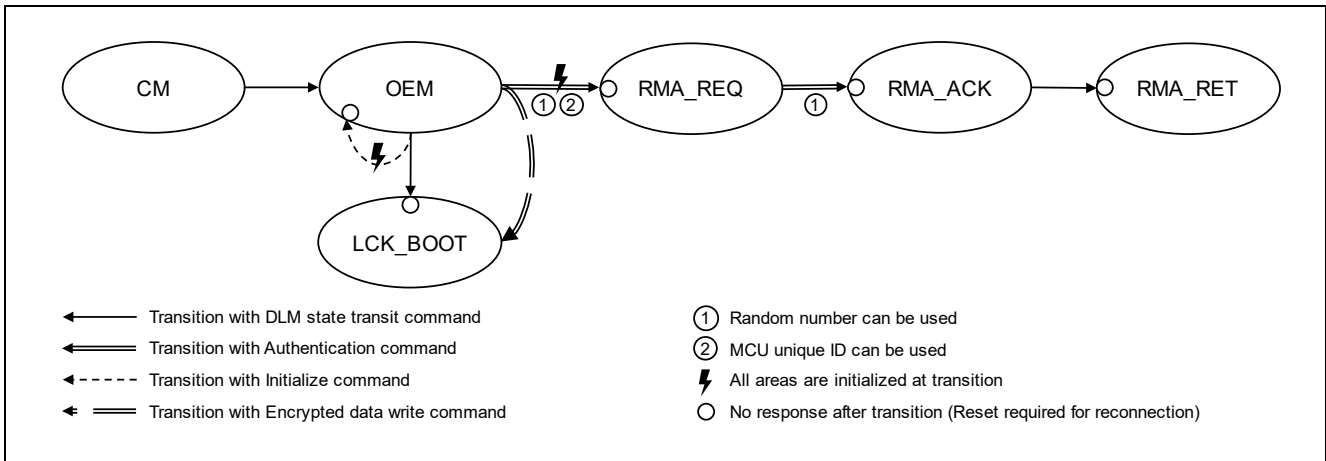 CM
OEM
RMA_REQ
RMA_ACK
RMA_RET
1 2
1
LCK_BOOT
Transition with DLM state transit command
Transition with Authentication command
Transition with Initialize command
Transition with Encrypted data write command
1 Random number can be used
2 MCU unique ID can be used
All areas are initialized at transition
No response after transition (Reset required for reconnection)